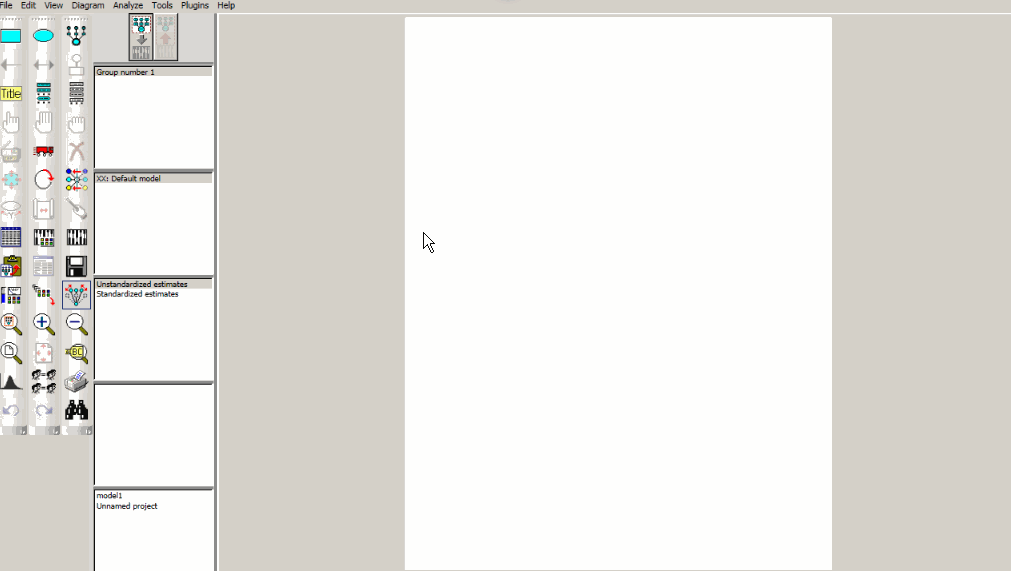 File Edit View Diagram Analyze Tools Plugins Help
Title
Group number 1
XX: Default model
Unstandardized estimates
Standardized estimates
model1
Unnamed project